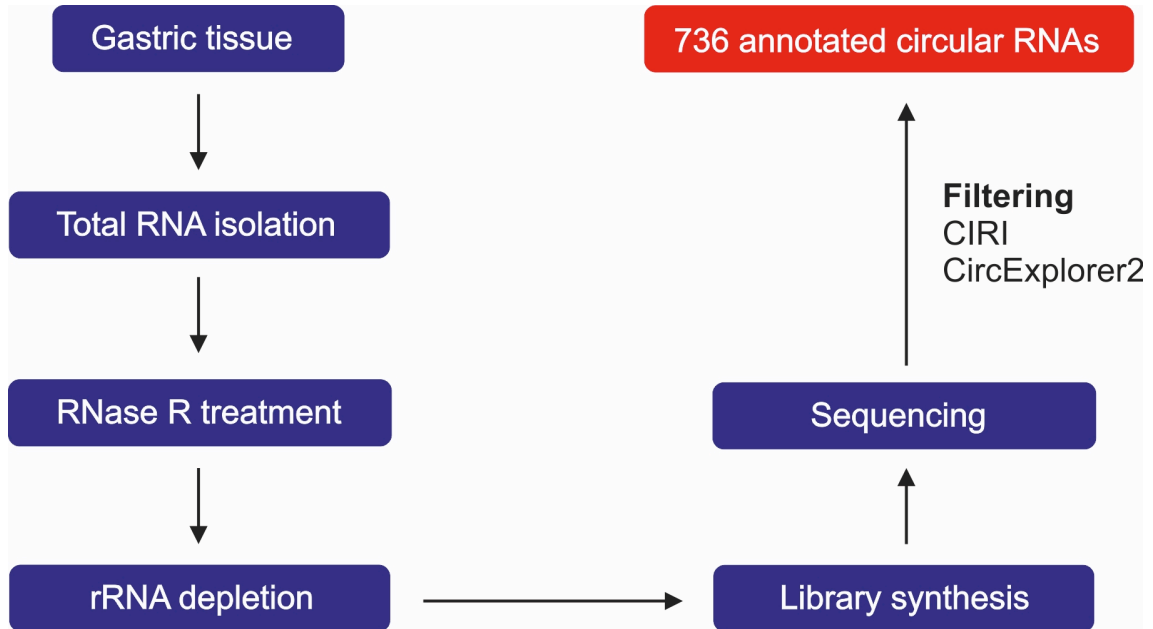 Gastric tissue
Total RNA isolation
RNase R treatment
rRNA depletion
Library synthesis
Sequencing
Filtering
CIRI
CircExplorer2
736 annotated circular RNAs